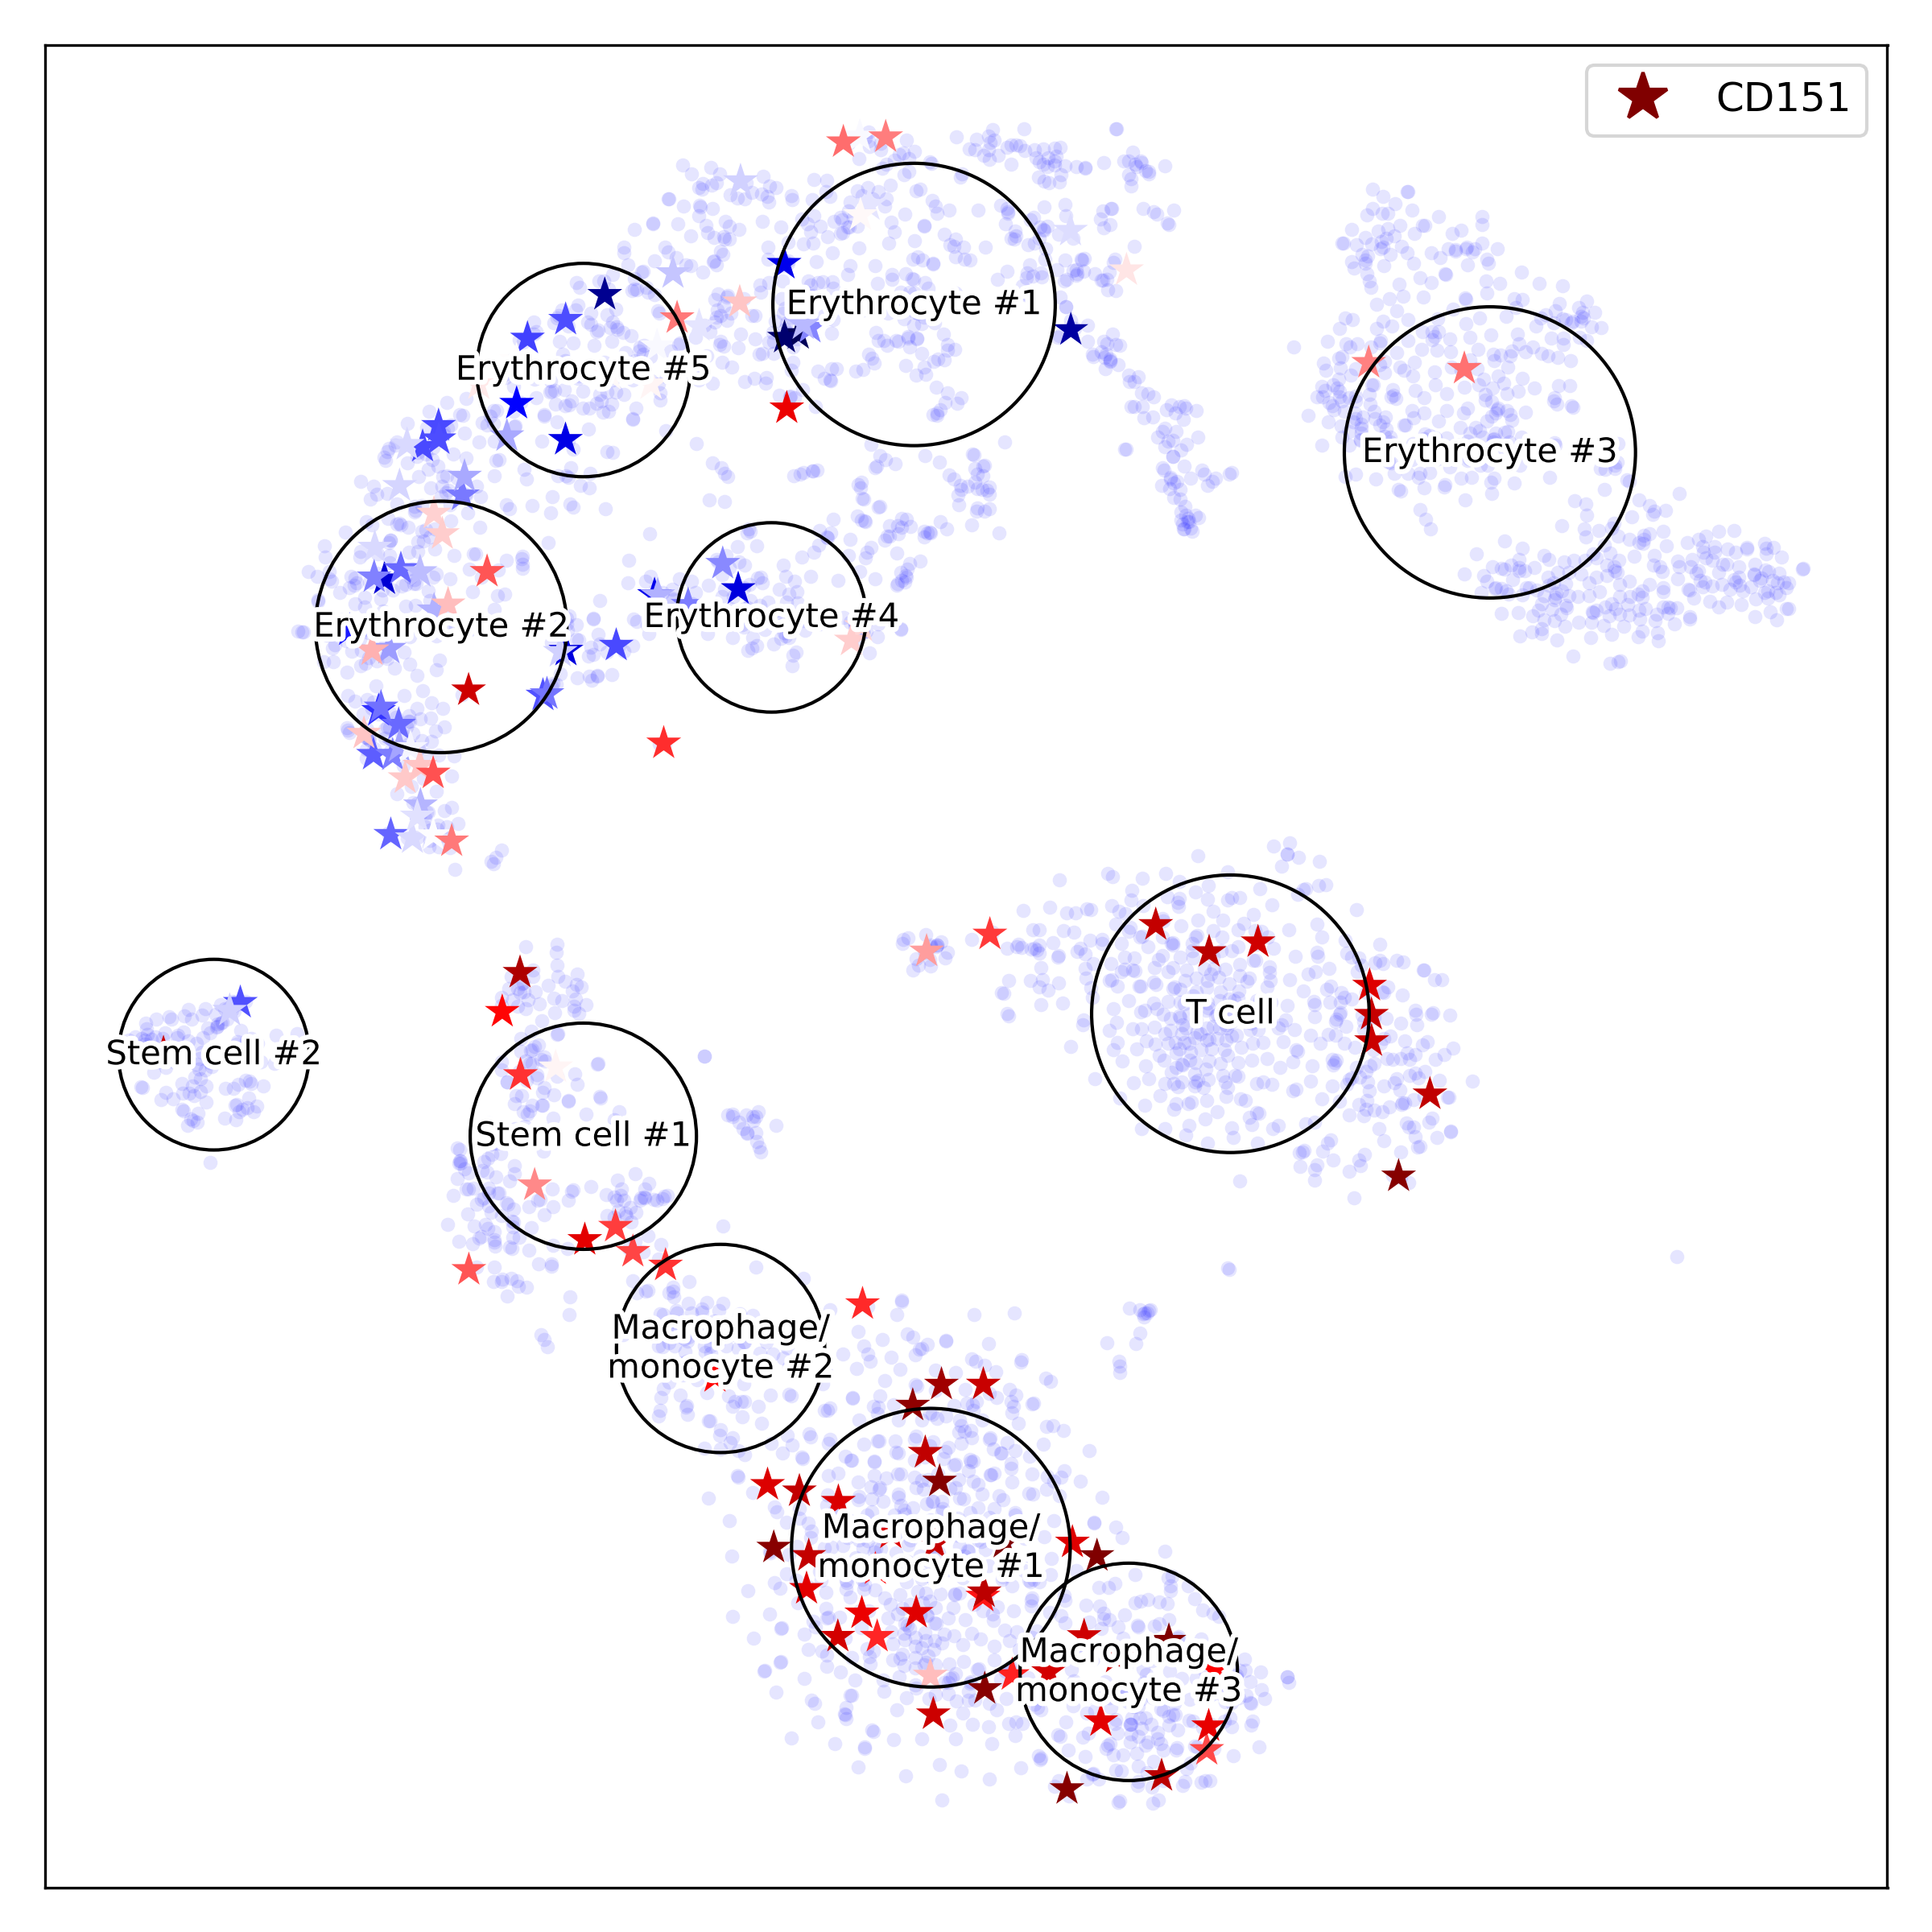 CD151
Erythrocyte #1
Erythrocyte #5
Erythrocyte #3
Erythrocyte #4
Erythrocyte #2
T cell
Stem cell #2
Stem cell #1
Macrophage/
monocyte #2
Macrophage/
monocyte #1
Macrophage/
monocyte #3